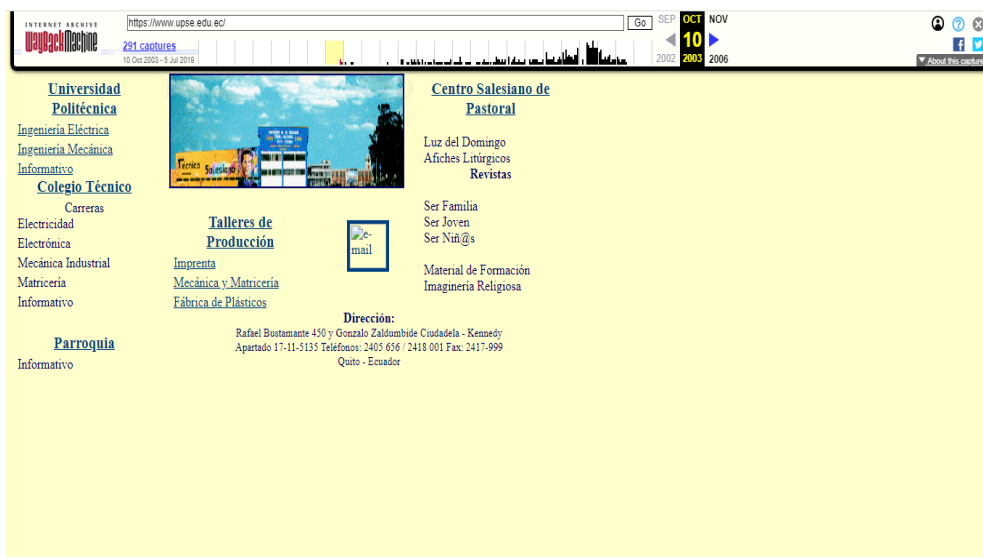 INTERNET ARCHIVE
WayBackMachine
https://www.upse.edu.ec/
Go
SEP OCT NOV
10
2002 2003 2006
291 captures
10 Oct 2003 - 5 Jul 2019
About this capture
Universidad
Politécnica
Ingeniería Eléctrica
Ingeniería Mecánica
Informativo
Colegio Técnico
Carreras
Electricidad
Electrónica
Mecánica Industrial
Matricería
Informativo
Parroquia
Informativo
Técnico Salesiano
Talleres de
Producción
Imprenta
Mecánica y Matricería
Fábrica de Plásticos
e-
mail
Centro Salesiano de
Pastoral
Luz del Domingo
Afiches Litúrgicos
Revistas
Ser Familia
Ser Joven
Ser Niñ@s
Material de Formación
Imaginería Religiosa
Dirección:
Rafael Bustamante 450 y Gonzalo Zaldumbide Ciudadela - Kennedy
Apartado 17-11-5135 Teléfonos: 2405 656 / 2418 001 Fax: 2417-999
Quito - Ecuador